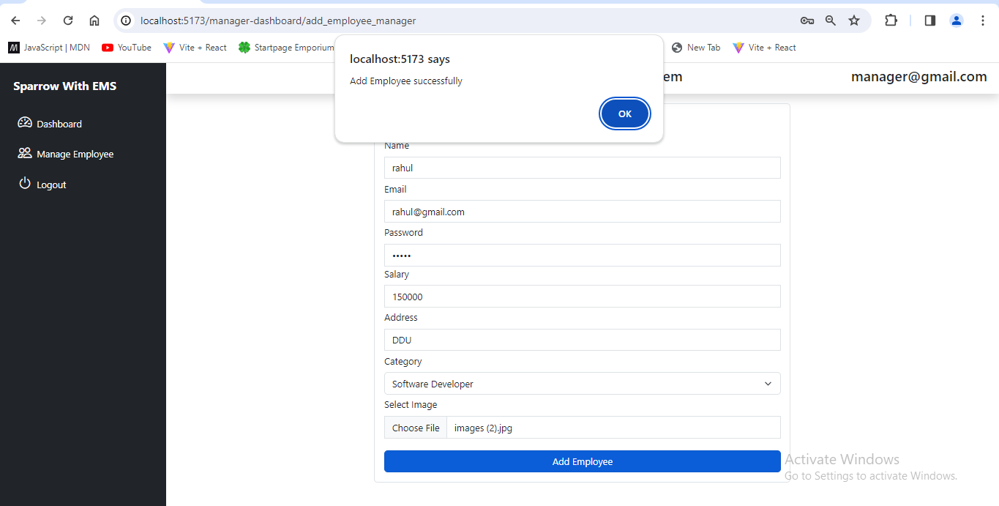 localhost:5173/manager-dashboard/add_employee_manager
JavaScript | MDN
YouTube
Vite + React
Startpage Emporium
New Tab
Vite + React
localhost:5173 says
Add Employee successfully
OK
Sparrow With EMS
em
manager@gmail.com
Dashboard
Manage Employee
Logout
Name
rahul
Email
rahul@gmail.com
Password
•••••
Salary
150000
Address
DDU
Category
Software Developer
Select Image
Choose File images (2).jpg
Add Employee
Activate Windows
Go to Settings to activate Windows.